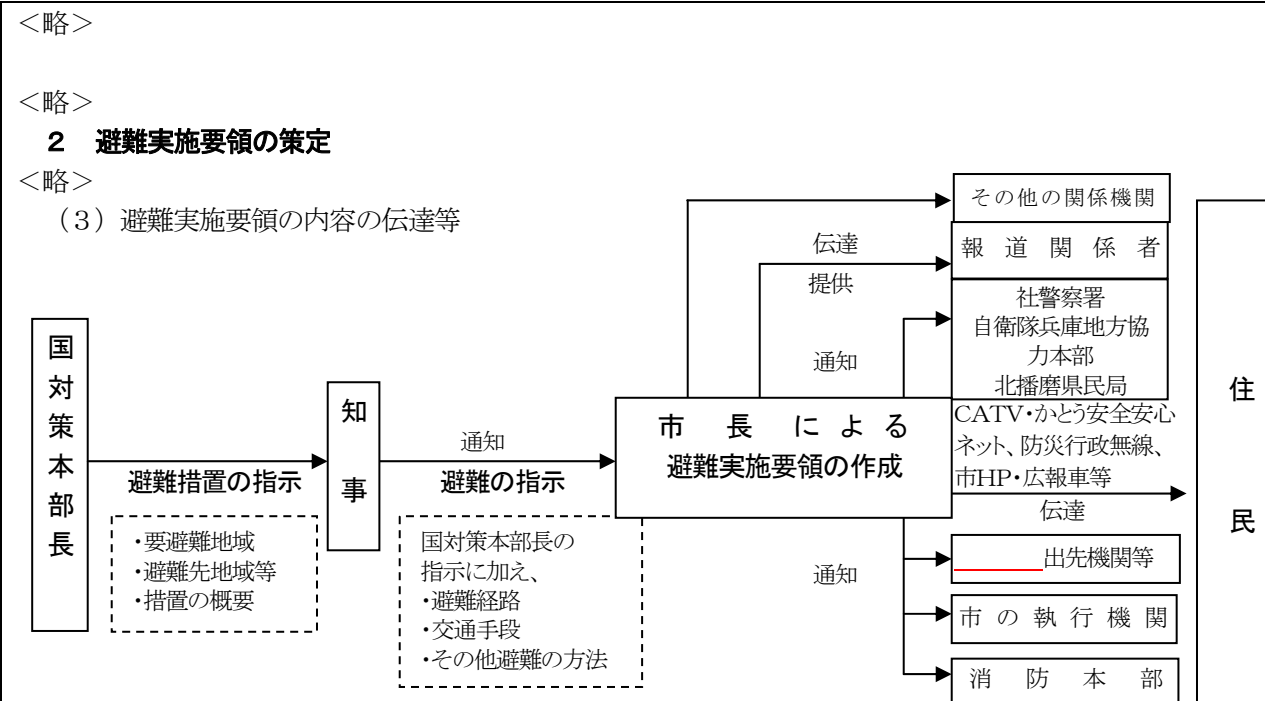 <略>
<略>
２　避難実施要領の策定
<略>
（３）避難実施要領の内容の伝達等
国対策本部長
避難措置の指示
・要避難地域
・避難先地域等
・措置の概要
知事
通知
避難の指示
国対策本部長の
指示に加え、
・避難経路
・交通手段
・その他避難の方法
市長による
避難実施要領の作成
伝達
提供
通知
通知
その他の関係機関
報道関係者
社警察署
自衛隊兵庫地方協
力本部
北播磨県民局
CATV・かとう安全安心
ネット、防災行政無線、
市HP・広報車等
伝達
出先機関等
市の執行機関
消防本部
住民